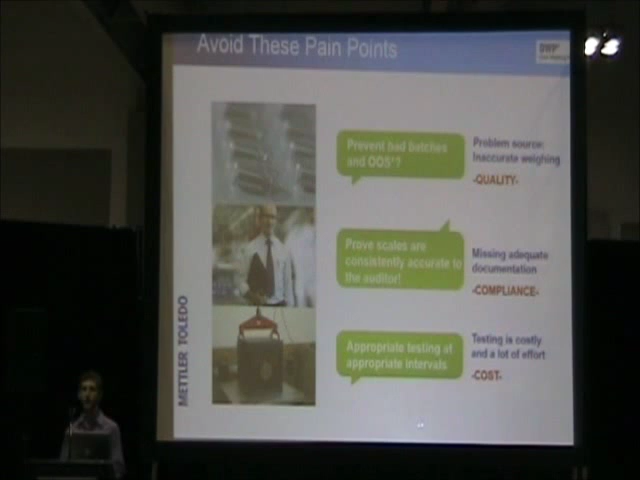 Avoid These Pain Points
GWP
Prevent bad batches
and OOS*?
Problem source:
Inaccurate weighing
-QUALITY-
Prove scales are
consistently accurate to
the auditor!
Missing adequate
documentation
-COMPLIANCE-
Appropriate testing at
appropriate intervals
Testing is costly
and a lot of effort
-COST-
METTLER TOLEDO